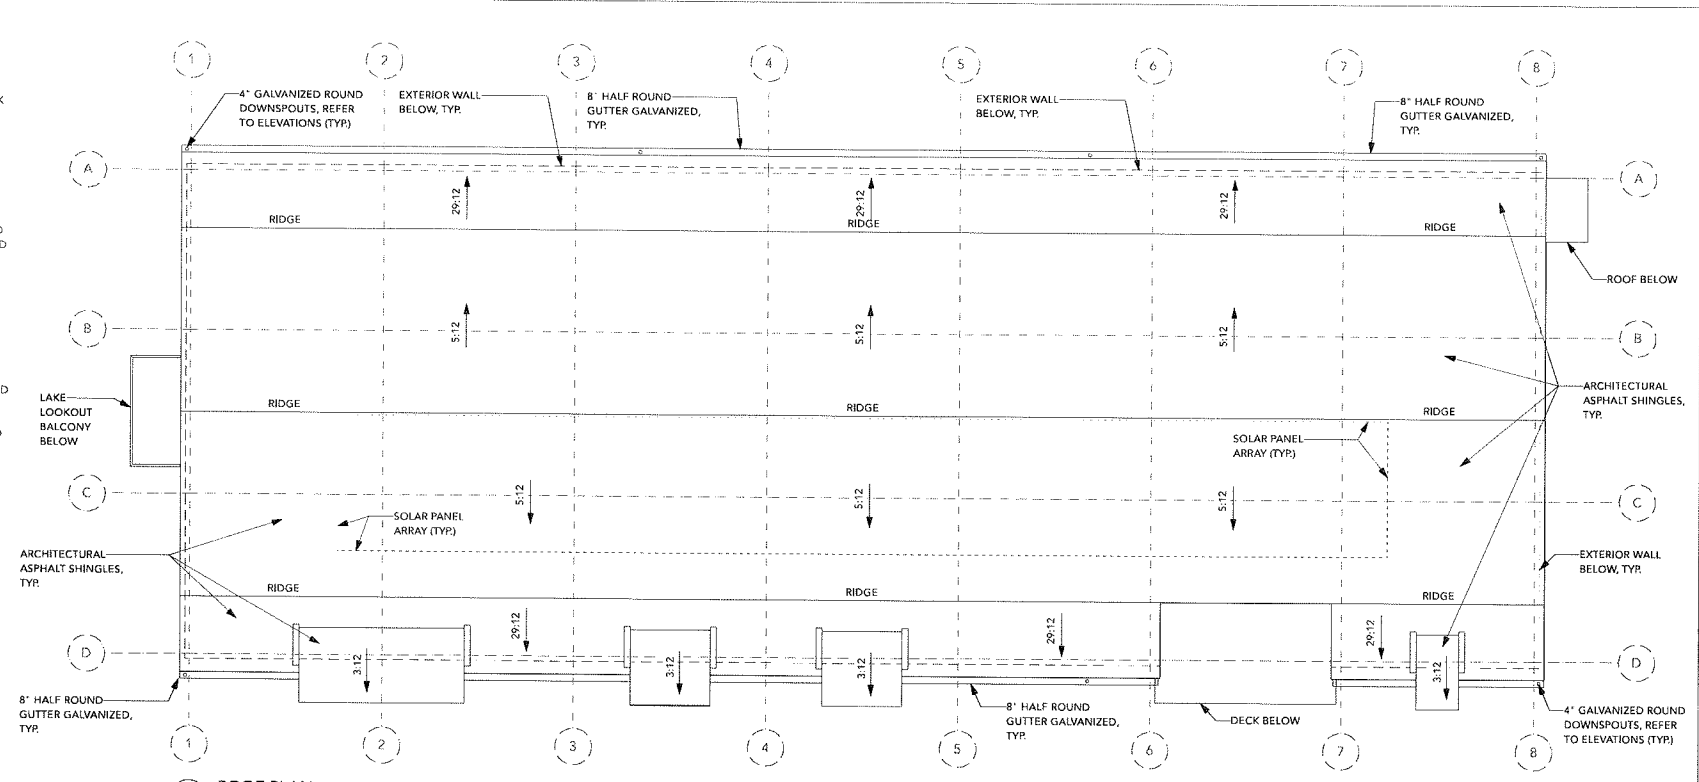 1
2
3
4
5
6
7
8
4" GALVANIZED ROUND
DOWNSPOUTS, REFER
TO ELEVATIONS (TYP.)
EXTERIOR WALL
BELOW, TYP.
8" HALF ROUND
GUTTER GALVANIZED,
TYP.
EXTERIOR WALL
BELOW, TYP.
8" HALF ROUND
GUTTER GALVANIZED,
TYP.
A
A
29:12
29:12
29:12
RIDGE
RIDGE
RIDGE
ROOF BELOW
B
B
5:12
5:12
5:12
LAKE
LOOKOUT
BALCONY
BELOW
RIDGE
RIDGE
RIDGE
ARCHITECTURAL
ASPHALT SHINGLES,
TYP.
SOLAR PANEL
ARRAY (TYP.)
C
C
5:12
5:12
5:12
SOLAR PANEL
ARRAY (TYP.)
ARCHITECTURAL
ASPHALT SHINGLES,
TYP.
EXTERIOR WALL
BELOW, TYP.
RIDGE
RIDGE
RIDGE
29:12
29:12
29:12
D
D
3:12
3:12
3:12
3:12
8" HALF ROUND
GUTTER GALVANIZED,
TYP.
8" HALF ROUND
GUTTER GALVANIZED,
TYP.
DECK BELOW
4" GALVANIZED ROUND
DOWNSPOUTS, REFER
TO ELEVATIONS (TYP.)
1
2
3
4
5
6
7
8